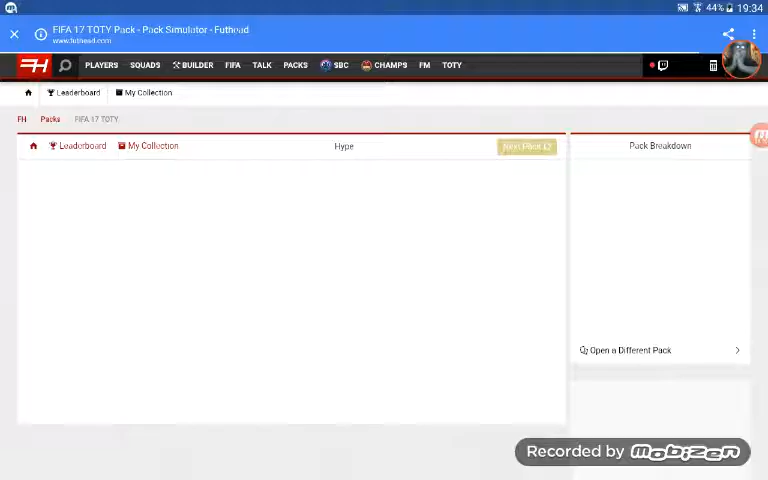 44% 19:34
FIFA 17 TOTY Pack - Pack Simulator - Futhead
www.futhead.com
FH PLAYERS SQUADS BUILDER FIFA TALK PACKS SBC CHAMPS FM TOTY
Leaderboard My Collection
FH Packs FIFA 17 TOTY
Leaderboard My Collection Hype Next Pack Pack Breakdown
Open a Different Pack
Recorded by Mobizen